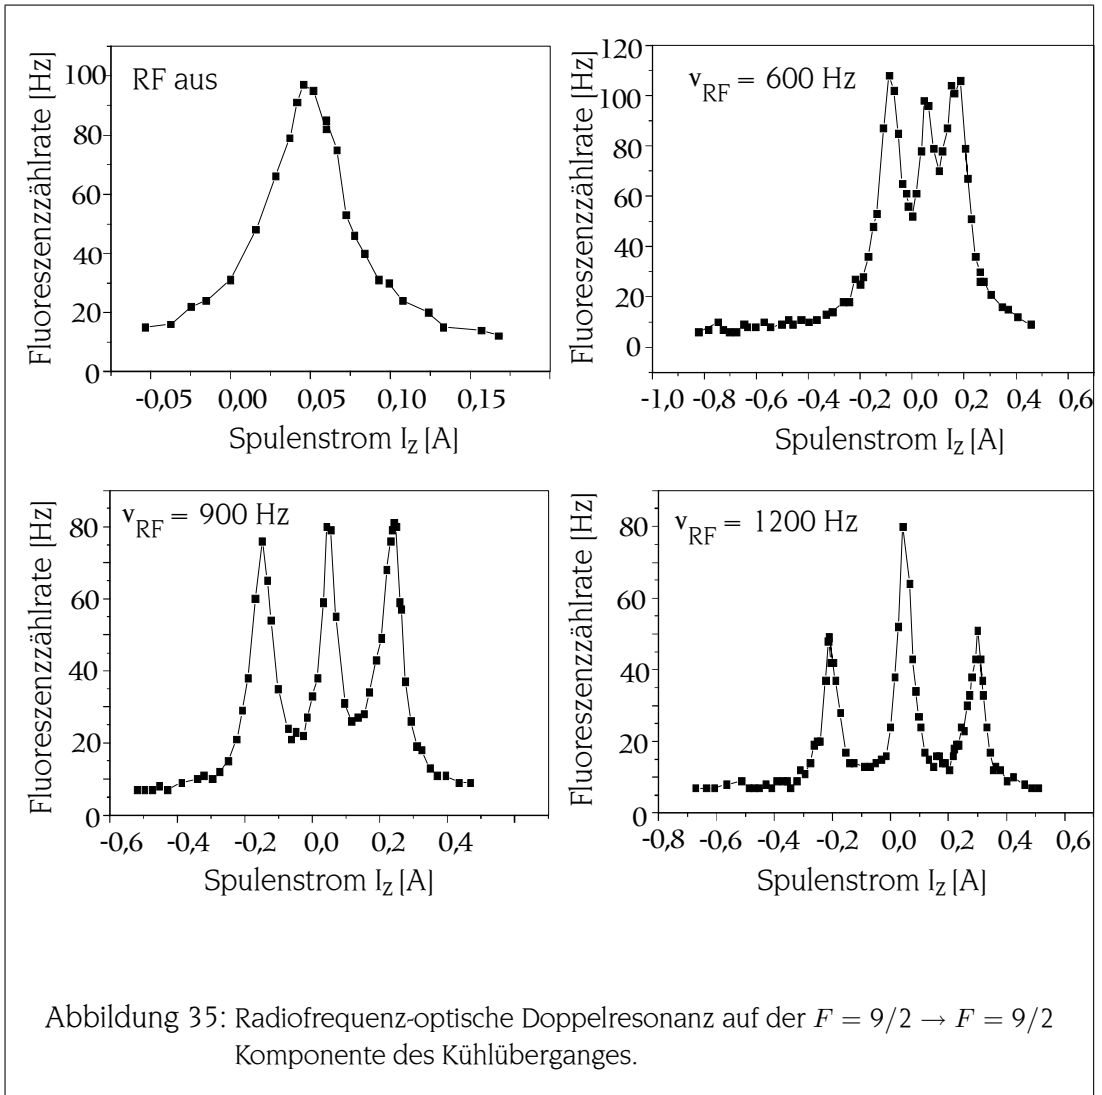 RF aus
Fluoreszenzzählrate [Hz]
100
80
60
40
20
0
-0,05 0,00 0,05 0,10 0,15
Spulenstrom I_Z [A]
ν_RF = 600 Hz
Fluoreszenzzählrate [Hz]
120
100
80
60
40
20
0
-1,0 -0,8 -0,6 -0,4 -0,2 0,0 0,2 0,4 0,6
Spulenstrom I_Z [A]
ν_RF = 900 Hz
Fluoreszenzzählrate [Hz]
80
60
40
20
0
-0,6 -0,4 -0,2 0,0 0,2 0,4
Spulenstrom I_Z [A]
ν_RF = 1200 Hz
Fluoreszenzzählrate [Hz]
80
60
40
20
0
-0,8 -0,6 -0,4 -0,2 0,0 0,2 0,4 0,6
Spulenstrom I_Z [A]
Abbildung 35: Radiofrequenz-optische Doppelresonanz auf der F = 9/2 → F = 9/2
Komponente des Kühlüberganges.